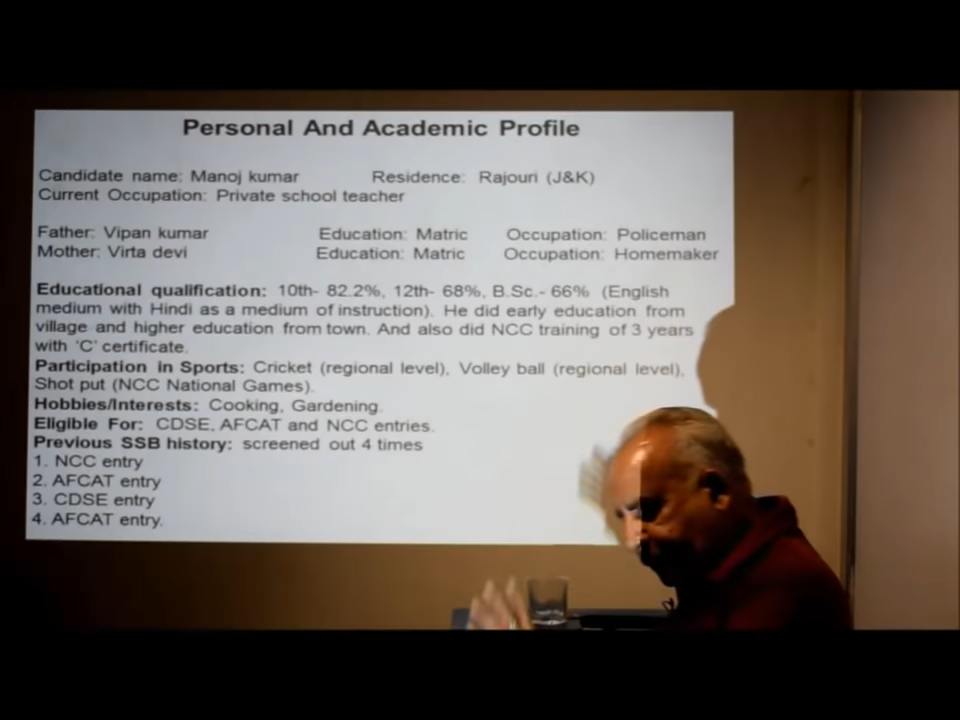 Personal And Academic Profile
Candidate name: Manoj kumar Residence: Rajouri (J&K)
Current Occupation: Private school teacher
Father: Vipan kumar Education: Matric Occupation: Policeman
Mother: Virta devi Education: Matric Occupation: Homemaker
Educational qualification: 10th- 82.2%, 12th- 68%, B.Sc.- 66% (English
medium with Hindi as a medium of instruction). He did early education from
village and higher education from town. And also did NCC training of 3 years
with 'C' certificate.
Participation in Sports: Cricket (regional level), Volley ball (regional level),
Shot put (NCC National Games).
Hobbies/Interests: Cooking, Gardening.
Eligible For: CDSE, AFCAT and NCC entries.
Previous SSB history: screened out 4 times
1. NCC entry
2. AFCAT entry
3. CDSE entry
4. AFCAT entry.